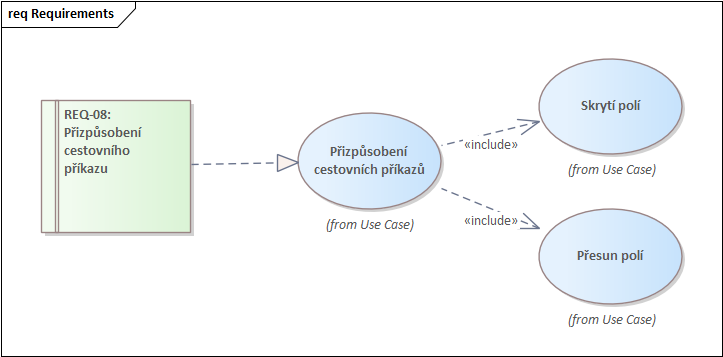 req Requirements
REQ-08:
Přizpůsobení
cestovního
příkazu
Přizpůsobení
cestovních příkazů
(from Use Case)
«include»
Skrytí polí
(from Use Case)
«include»
Přesun polí
(from Use Case)